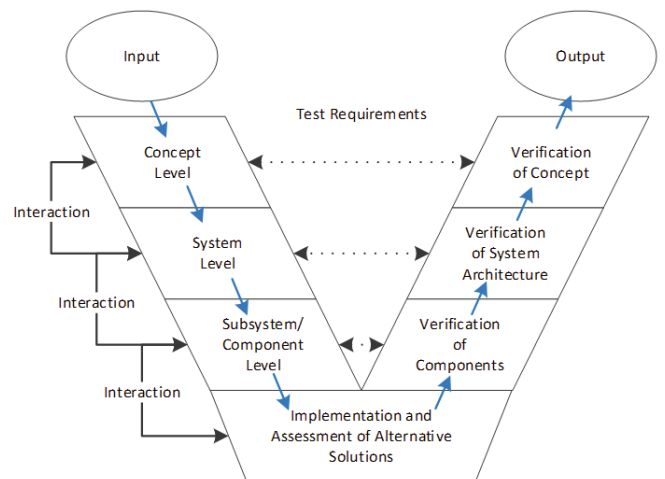 Input
Output
Test Requirements
Concept
Level
Verification
of Concept
Interaction
System
Level
Verification
of System
Architecture
Interaction
Subsystem/
Component
Level
Verification
of
Components
Interaction
Implementation and
Assessment of Alternative
Solutions